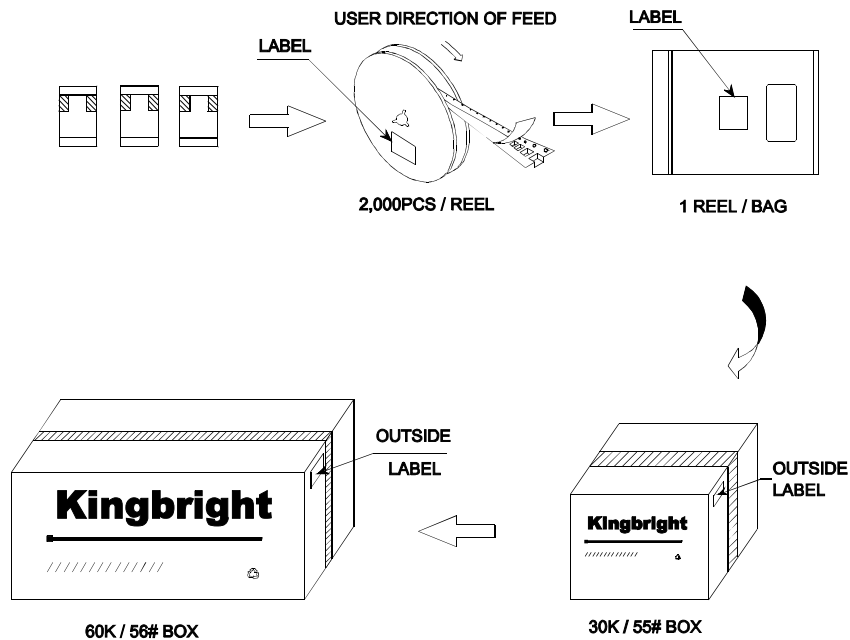 USER DIRECTION OF FEED
LABEL
2,000PCS / REEL
LABEL
1 REEL / BAG
OUTSIDE
LABEL
Kingbright
30K / 55# BOX
OUTSIDE
LABEL
Kingbright
60K / 56# BOX